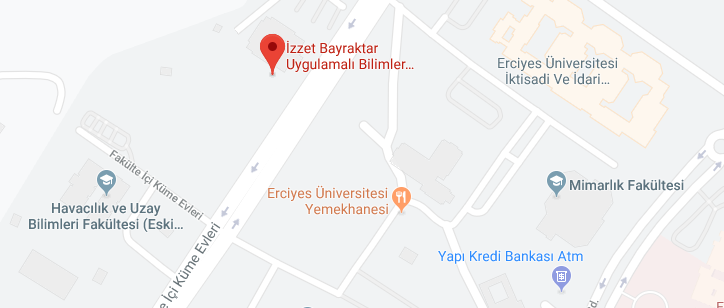 İzzet Bayraktar
Uygulamalı Bilimler...
Erciyes Üniversitesi
İktisadi Ve İdari...
Fakülte İçi Küme Evleri
Havacılık ve Uzay
Bilimleri Fakültesi (Eski...
Erciyes Üniversitesi
Yemekhanesi
Mimarlık Fakültesi
Yapı Kredi Bankası Atm
e İçi Küme Evleri
d.
F